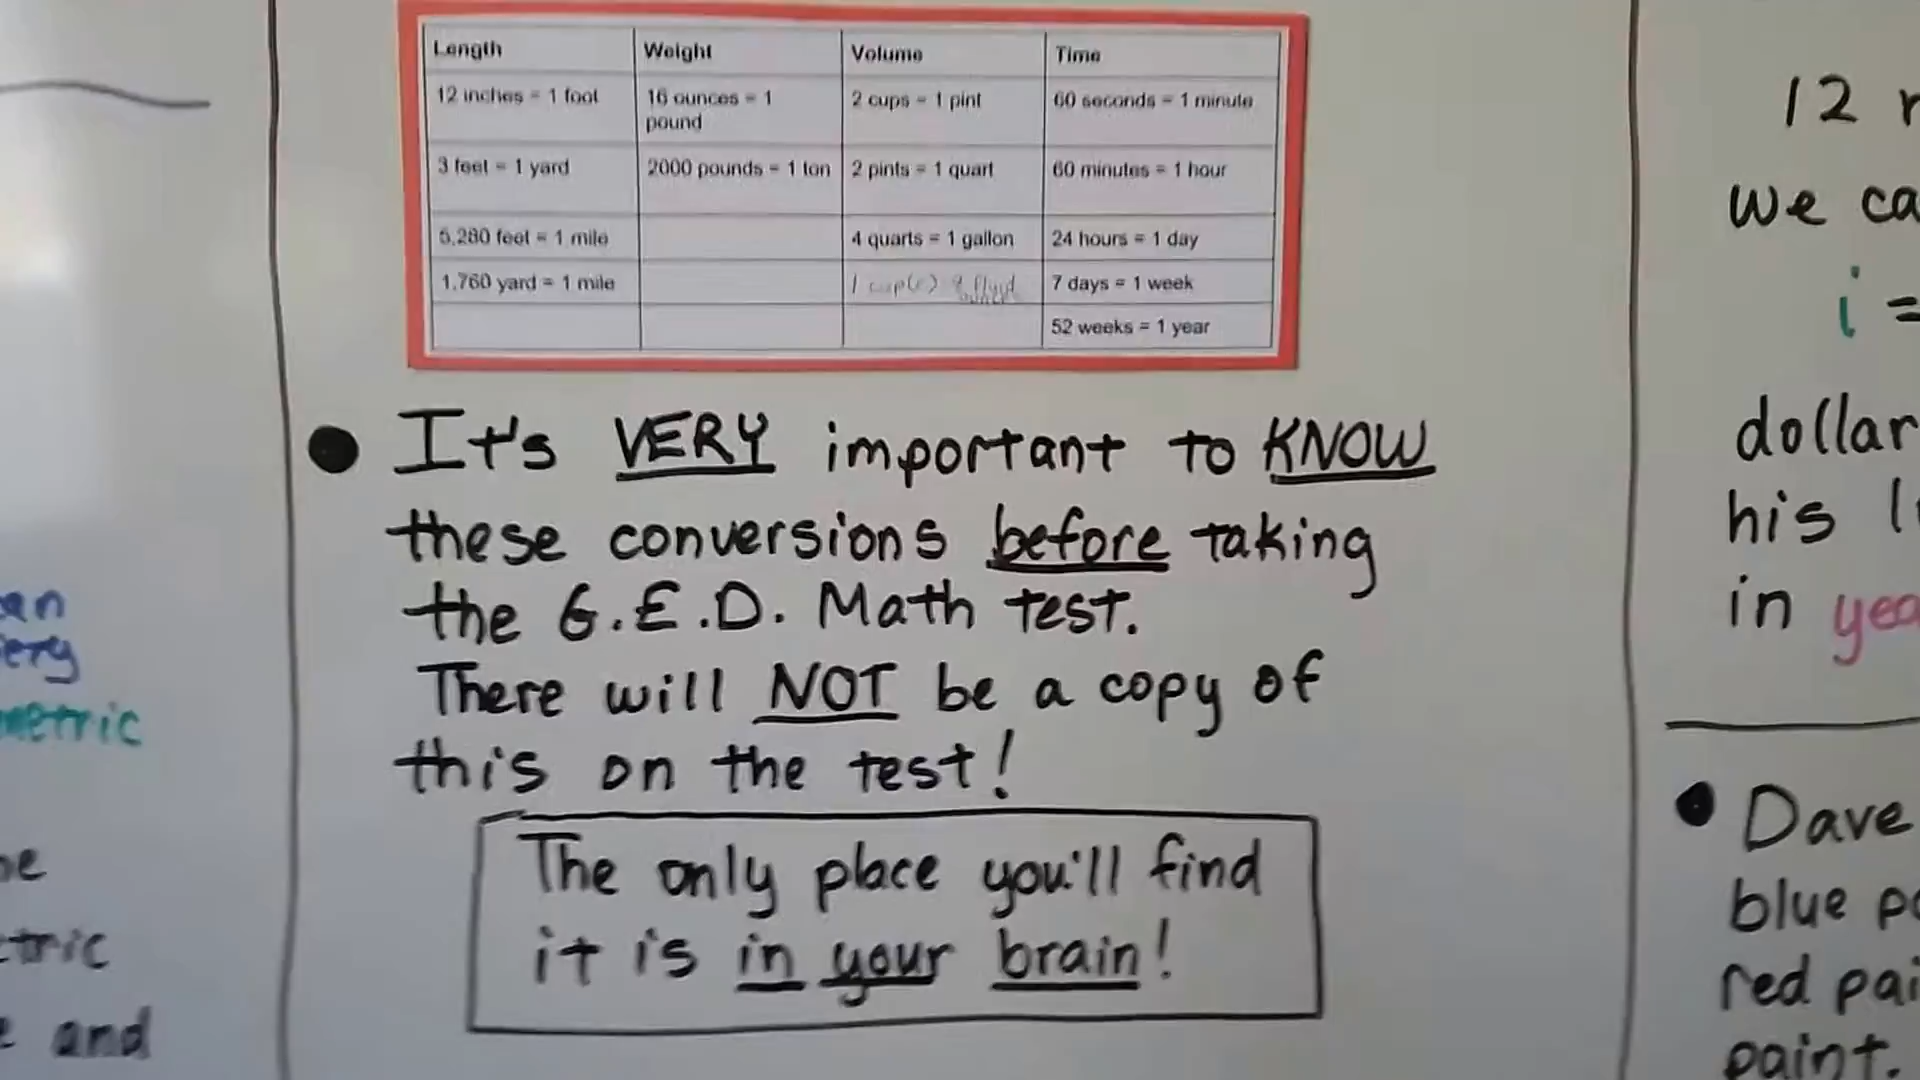 Length Weight Volume Time
12 inches = 1 foot 16 ounces = 1 pound 2 cups = 1 pint 60 seconds = 1 minute
3 feet = 1 yard 2000 pounds = 1 ton 2 pints = 1 quart 60 minutes = 1 hour
5,280 feet = 1 mile 4 quarts = 1 gallon 24 hours = 1 day
1,760 yard = 1 mile 1 cup(c) 7 days = 1 week
52 weeks = 1 year
It's VERY important to KNOW
these conversions before taking
the G.E.D. Math test.
There will NOT be a copy of
this on the test!
The only place you'll find
it is in your brain!
metric
and
12
we
i =
dollar
his
in
Dave
blue
red
paint.